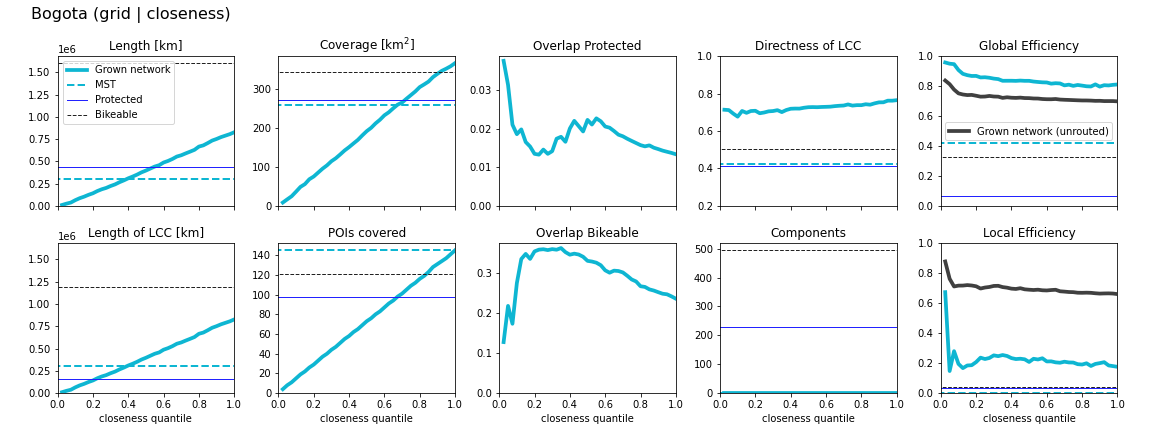 Bogota (grid | closeness)
Length [km]
1e6
1.50
1.25
1.00
0.75
0.50
0.25
0.00
Grown network
MST
Protected
Bikeable
Coverage [km²]
300
200
100
0
Overlap Protected
0.03
0.02
0.01
0.00
Directness of LCC
1.0
0.8
0.6
0.4
0.2
Global Efficiency
1.0
0.8
0.6
0.4
0.2
0.0
Grown network (unrouted)
Length of LCC [km]
1e6
1.50
1.25
1.00
0.75
0.50
0.25
0.00
0.0 0.2 0.4 0.6 0.8 1.0
closeness quantile
POIs covered
140
120
100
80
60
40
20
0
0.0 0.2 0.4 0.6 0.8 1.0
closeness quantile
Overlap Bikeable
0.3
0.2
0.1
0.0
0.0 0.2 0.4 0.6 0.8 1.0
closeness quantile
Components
500
400
300
200
100
0
0.0 0.2 0.4 0.6 0.8 1.0
closeness quantile
Local Efficiency
1.0
0.8
0.6
0.4
0.2
0.0
0.0 0.2 0.4 0.6 0.8 1.0
closeness quantile